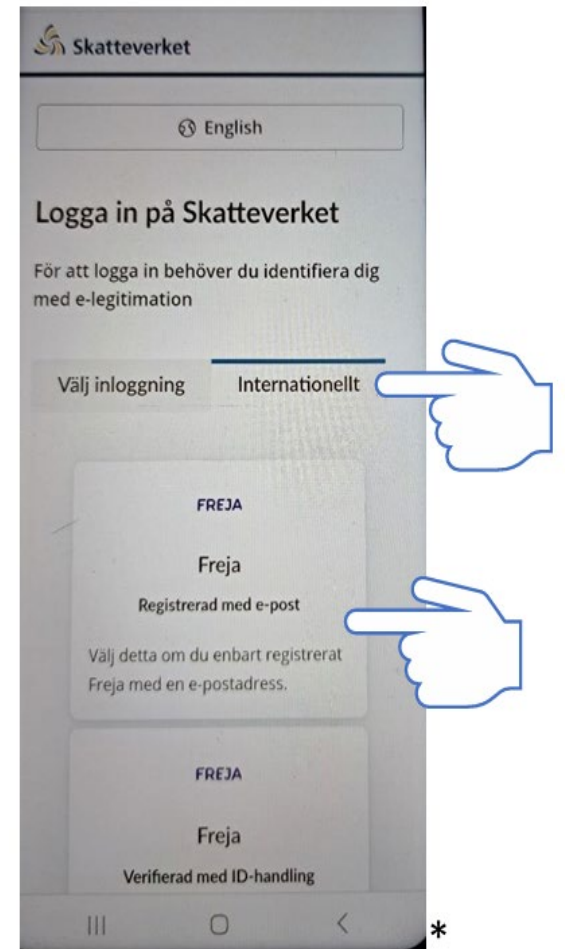 Skatteverket
English
Logga in på Skatteverket
För att logga in behöver du identifiera dig
med e-legitimation
Välj inloggning
Internationellt
FREJA
Freja
Registrerad med e-post
Välj detta om du enbart registrerat
Freja med en e-postadress.
FREJA
Freja
Verifierad med ID-handling
*